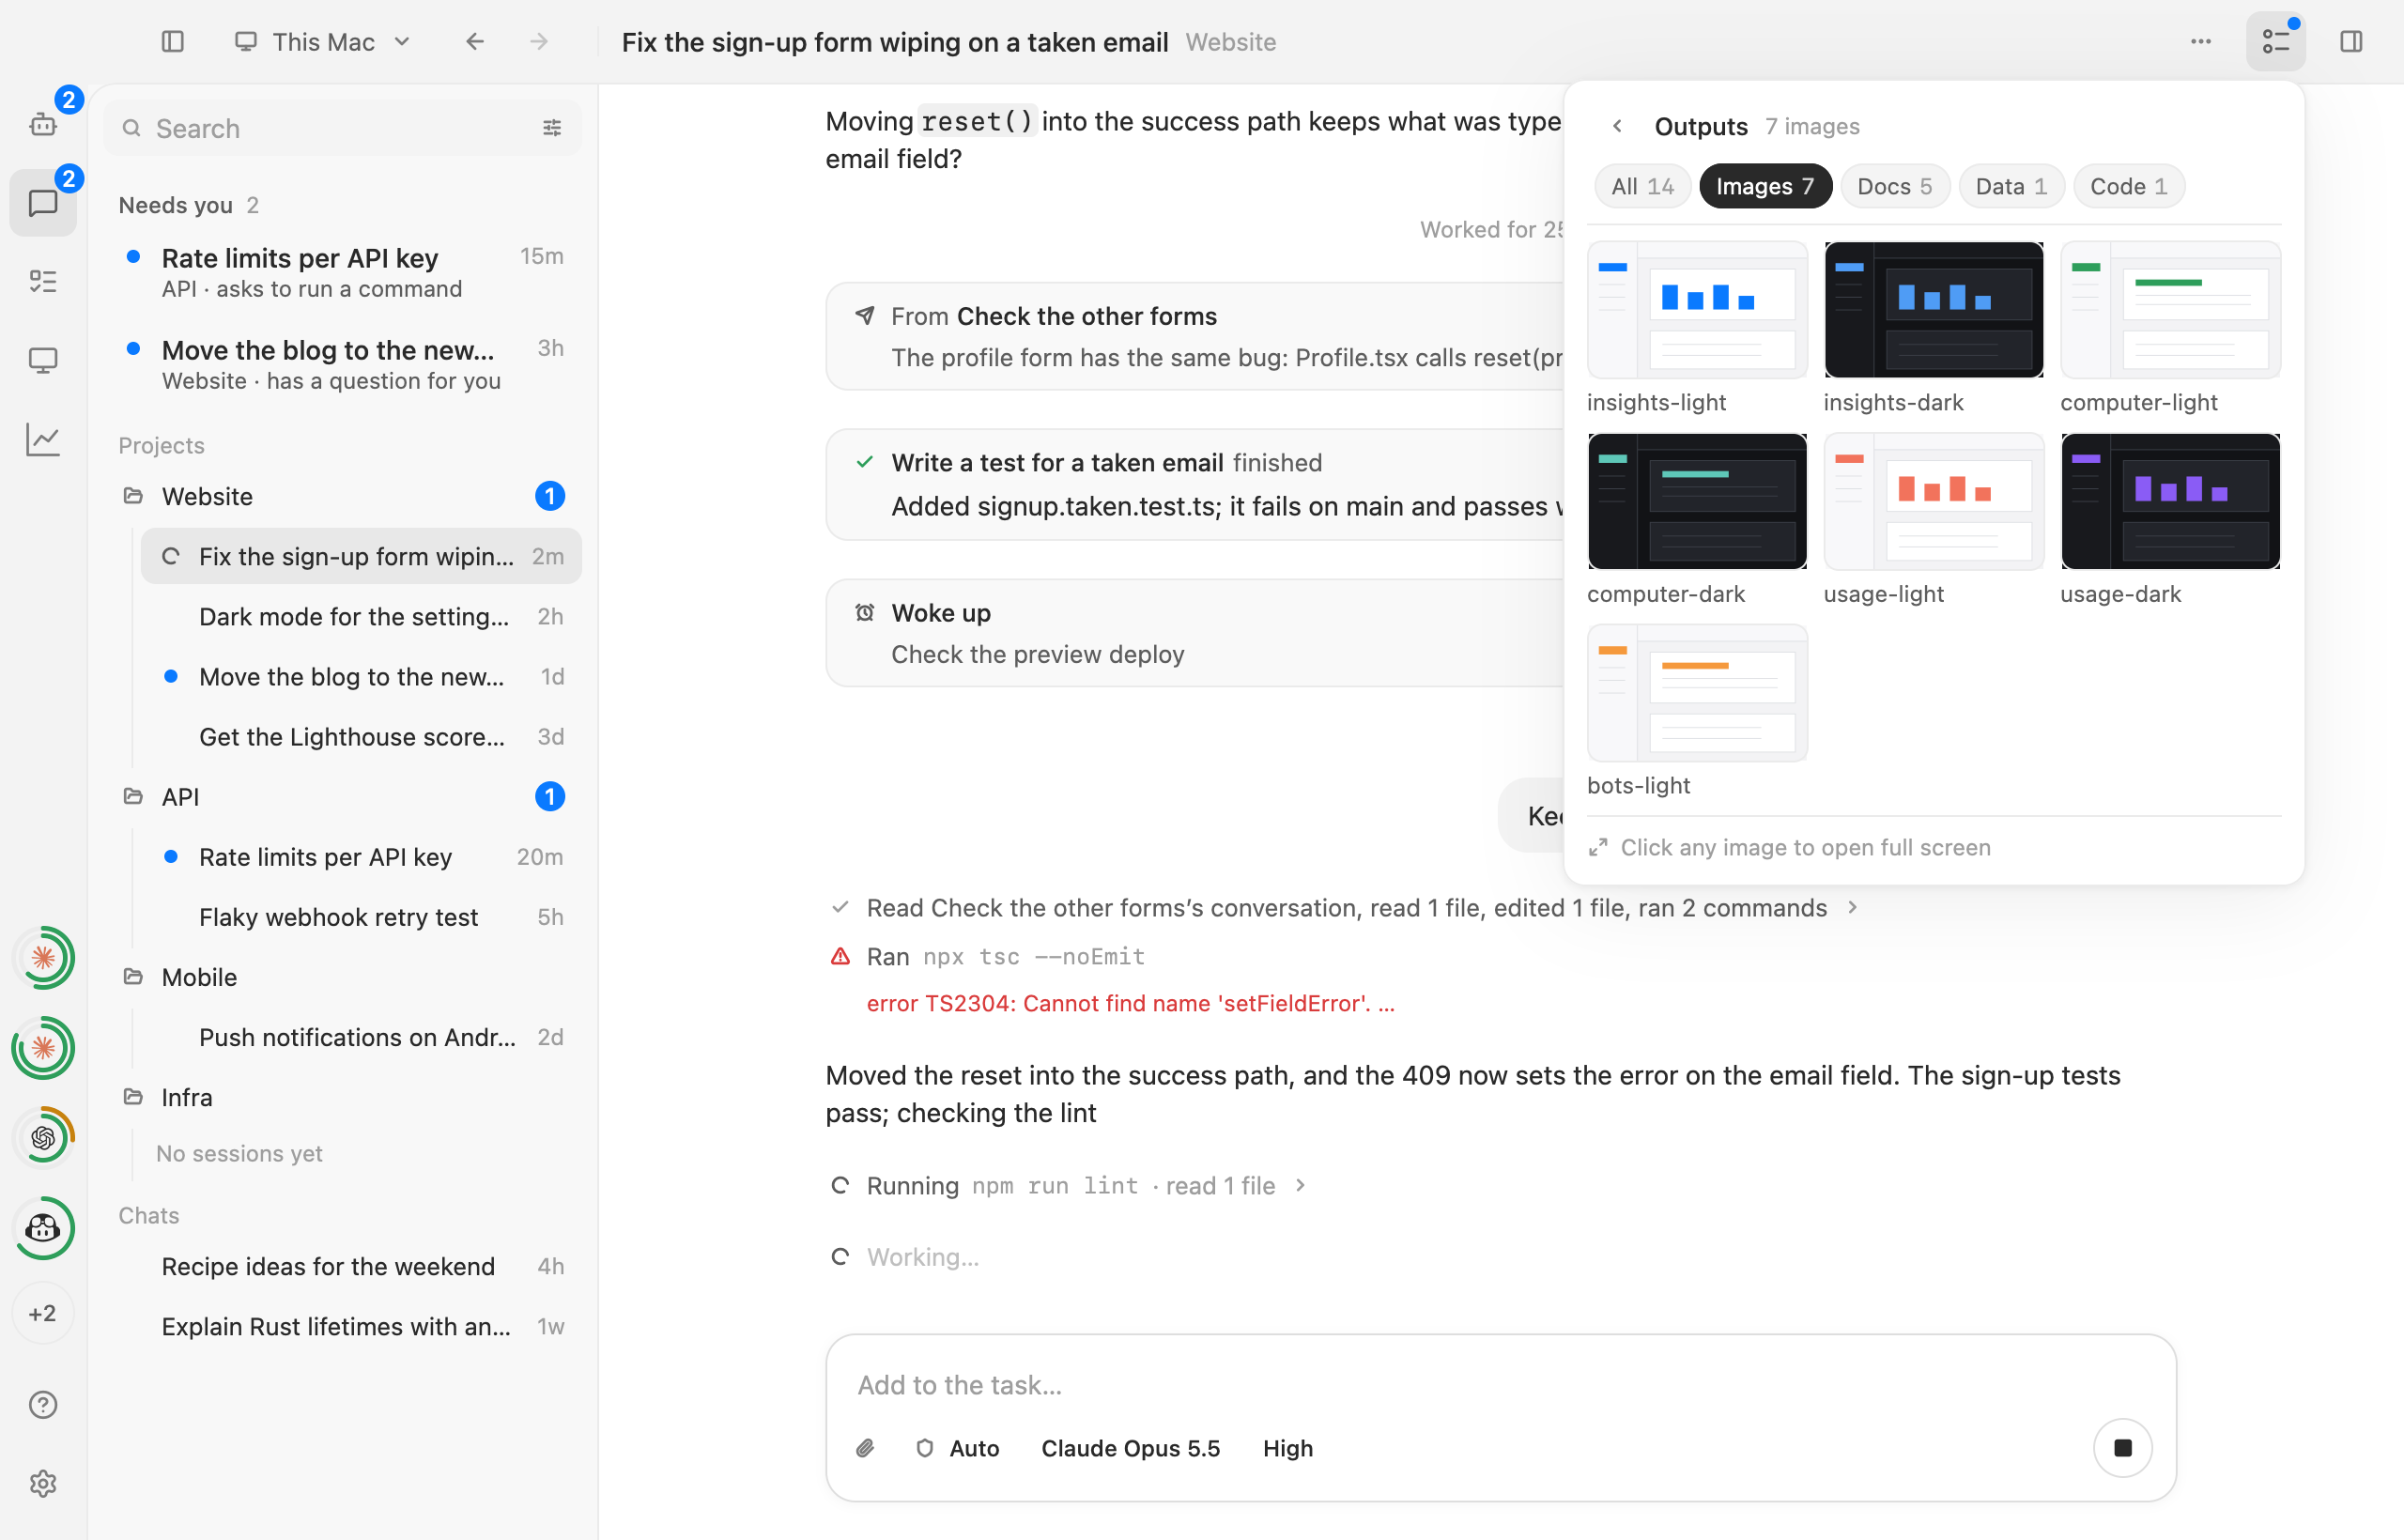 This Mac
Fix the sign-up form wiping on a taken email Website
2
2
Search
Needs you 2
Rate limits per API key 15m
API · asks to run a command
Move the blog to the new... 3h
Website · has a question for you
Projects
Website 1
Fix the sign-up form wipin... 2m
Dark mode for the setting... 2h
Move the blog to the new... 1d
Get the Lighthouse score... 3d
API 1
Rate limits per API key 20m
Flaky webhook retry test 5h
Mobile
Push notifications on Andr... 2d
Infra
No sessions yet
Chats
Recipe ideas for the weekend 4h
Explain Rust lifetimes with an... 1w
+2
Moving reset() into the success path keeps what was type
email field?
Worked for 25
From Check the other forms
The profile form has the same bug: Profile.tsx calls reset(pr
Write a test for a taken email finished
Added signup.taken.test.ts; it fails on main and passes
Woke up
Check the preview deploy
Kee
Read Check the other forms’s conversation, read 1 file, edited 1 file, ran 2 commands
Ran npx tsc --noEmit
error TS2304: Cannot find name 'setFieldError'. ...
Moved the reset into the success path, and the 409 now sets the error on the email field. The sign-up tests
pass; checking the lint
Running npm run lint · read 1 file
Working...
Add to the task...
Auto Claude Opus 5.5 High
Outputs 7 images
All 14 Images 7 Docs 5 Data 1 Code 1
insights-light insights-dark computer-light
computer-dark usage-light usage-dark
bots-light
Click any image to open full screen